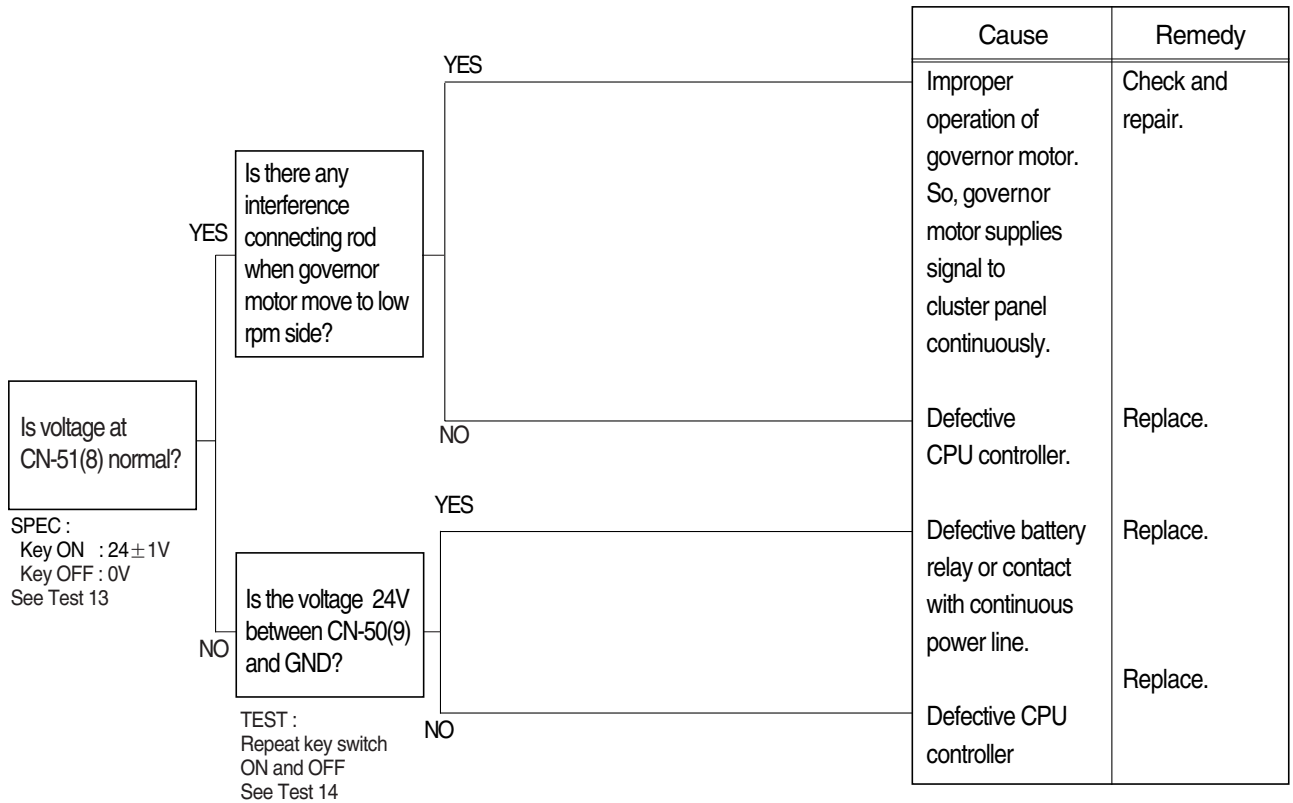 Cause
Remedy
YES
Improper
operation of
governor motor.
So, governor
motor supplies
signal to
cluster panel
continuously.
Check and
repair.
Is there any
interference
connecting rod
when governor
motor move to low
rpm side?
YES
NO
Defective
CPU controller.
Replace.
Is voltage at
CN-51(8) normal?
SPEC :
Key ON : 24±1V
Key OFF : 0V
See Test 13
YES
Defective battery
relay or contact
with continuous
power line.
Replace.
Is the voltage 24V
between CN-50(9)
and GND?
NO
TEST :
Repeat key switch
ON and OFF
See Test 14
NO
Defective CPU
controller
Replace.